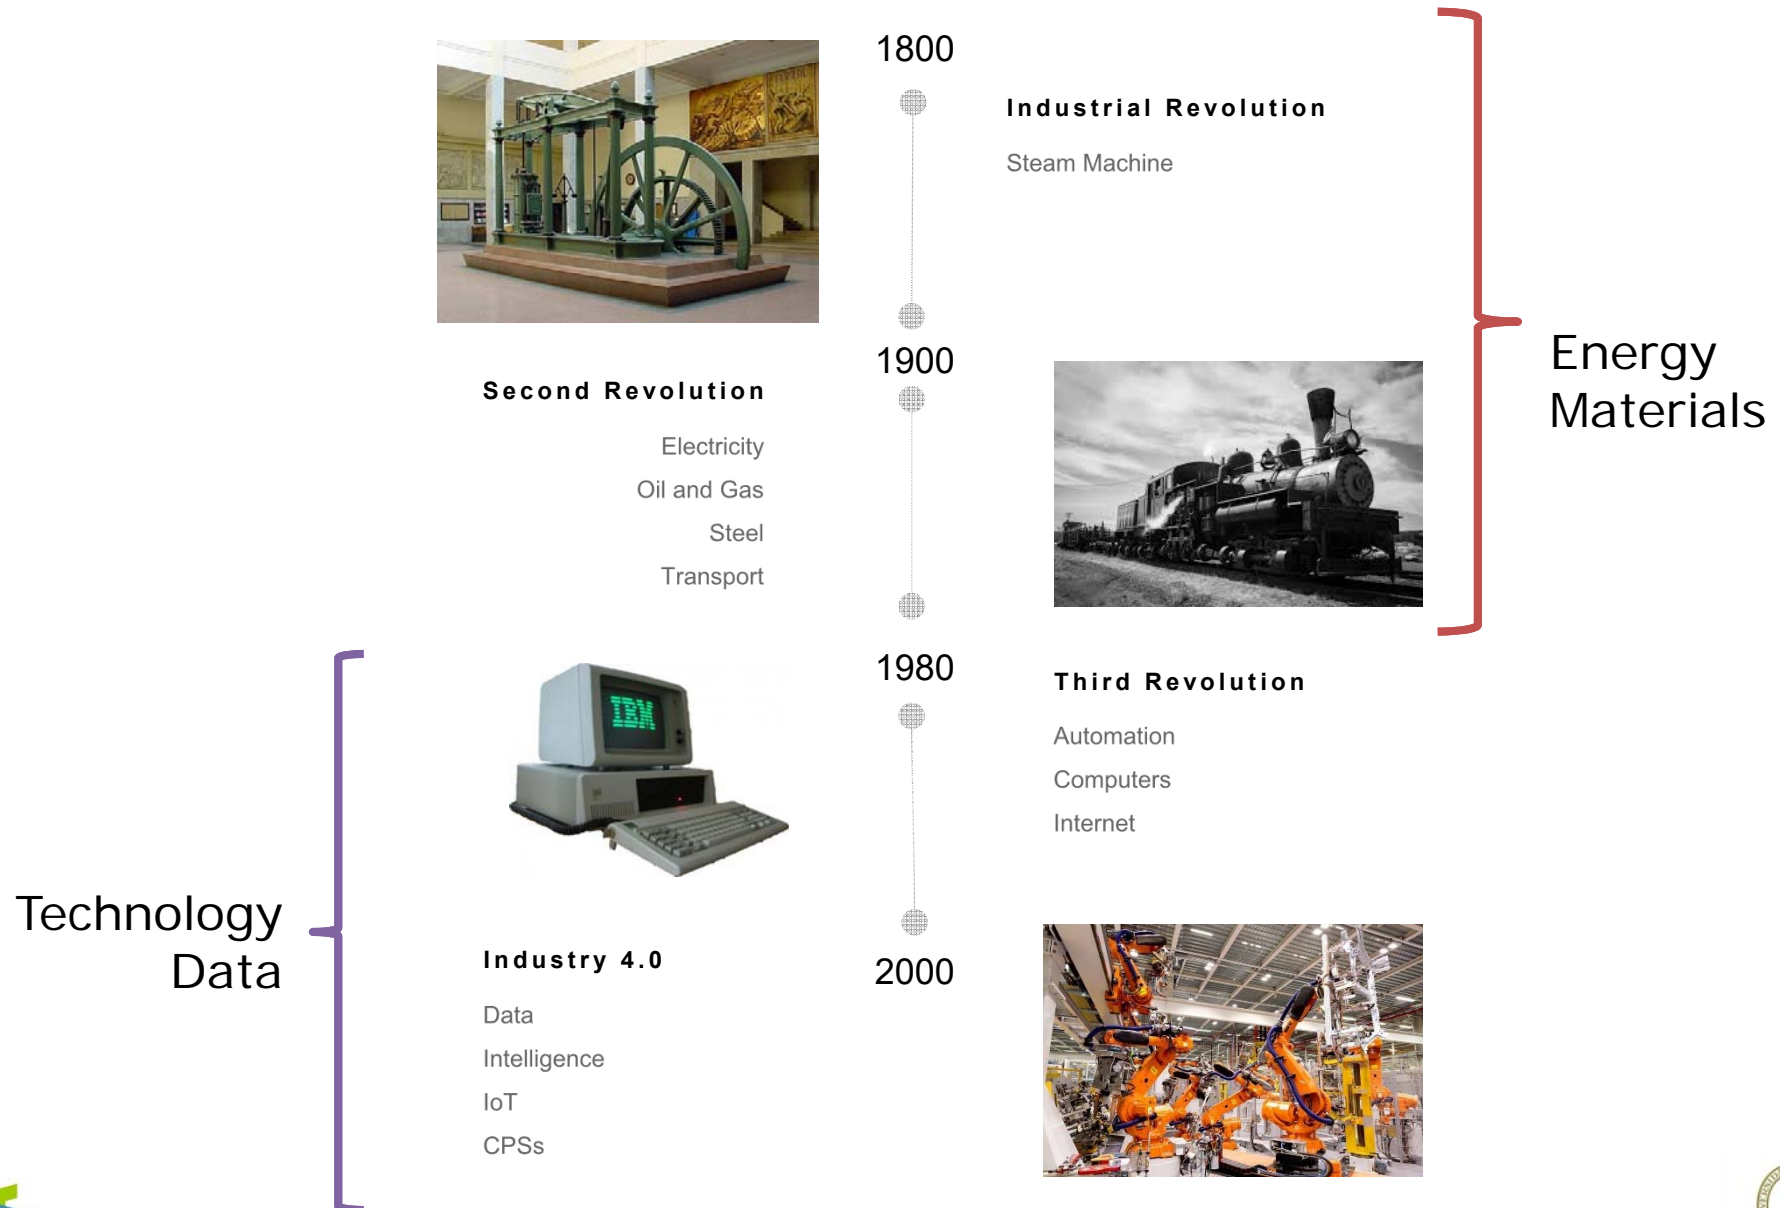 1800
Industrial Revolution
Steam Machine
1900
Second Revolution
Electricity
Oil and Gas
Steel
Transport
Energy
Materials
1980
Third Revolution
Automation
Computers
Internet
IBM
Technology
Data
2000
Industry 4.0
Data
Intelligence
IoT
CPSs